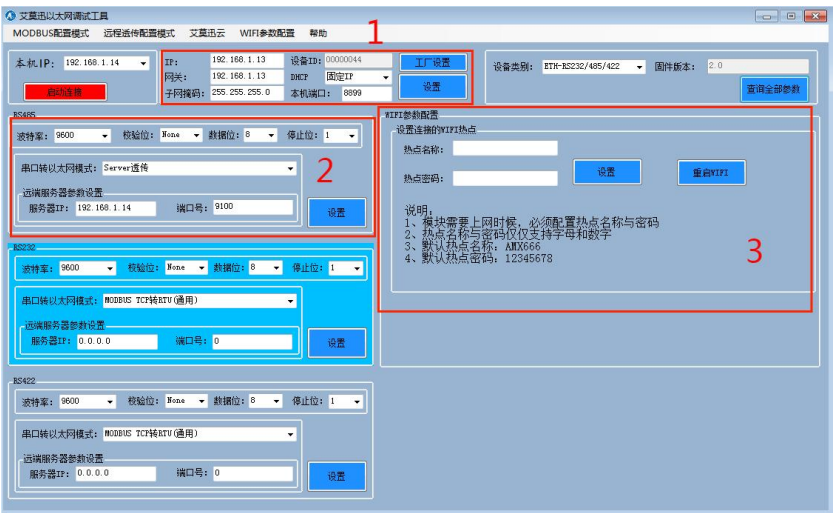 艾莫迅以太网调试工具
MODBUS配置模式 远程透传配置模式 艾莫迅云 WIFI参数配置 帮助
1
本机IP: 192.168.1.14
启动连接
IP: 192.168.1.13 设备ID: 00000044 工厂设置
网关: 192.168.1.13 DHCP 固定IP
子网掩码: 255.255.255.0 本机端口: 8899 设置
设备类别: ETH-RS232/485/422 固件版本: 2.0
查询全部参数
RS485
波特率: 9600 校验位: None 数据位: 8 停止位: 1
串口转以太网模式: Server透传
2
远端服务器参数设置
服务器IP: 192.168.1.14 端口号: 9100 设置
RS232
波特率: 9600 校验位: None 数据位: 8 停止位: 1
串口转以太网模式: MODBUS TCP转RTU(通用)
远端服务器参数设置
服务器IP: 0.0.0.0 端口号: 0 设置
RS422
波特率: 9600 校验位: None 数据位: 8 停止位: 1
串口转以太网模式: MODBUS TCP转RTU(通用)
远端服务器参数设置
服务器IP: 0.0.0.0 端口号: 0 设置
WIFI参数配置
设置连接的WIFI热点
热点名称:
热点密码: 设置 重启WIFI
说明:
1、模块需要上网时候，必须配置热点名称与密码
2、热点名称与密码仅仅支持字母和数字
3、默认热点名称: AMX666
4、默认热点密码: 12345678
3